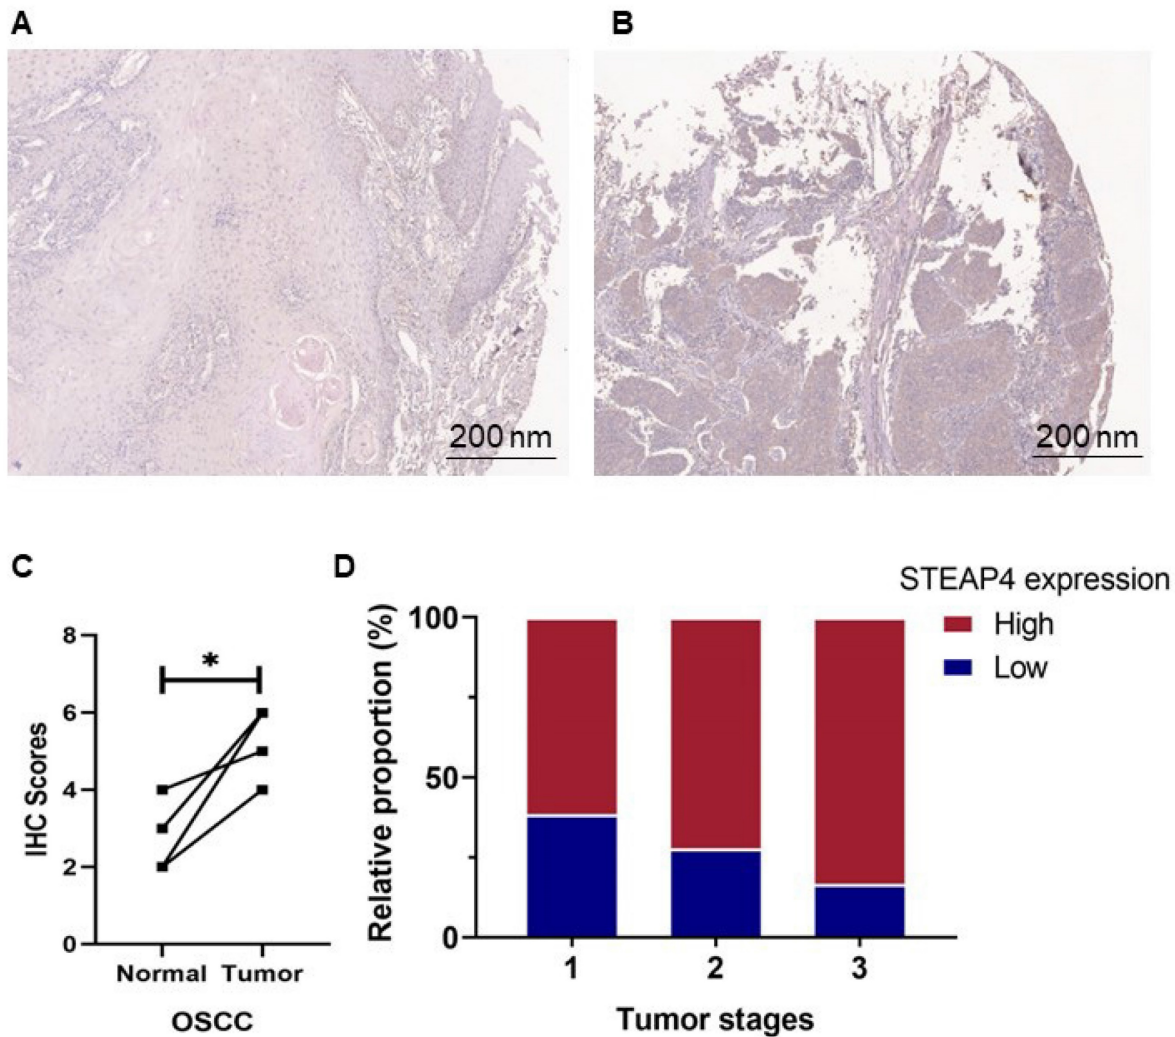 A
B
200 nm
200 nm
C
D
STEAP4 expression
High
Low
IHC Scores
8
6
4
2
0
*
Normal Tumor
OSCC
Relative proportion (%)
100
50
0
1 2 3
Tumor stages